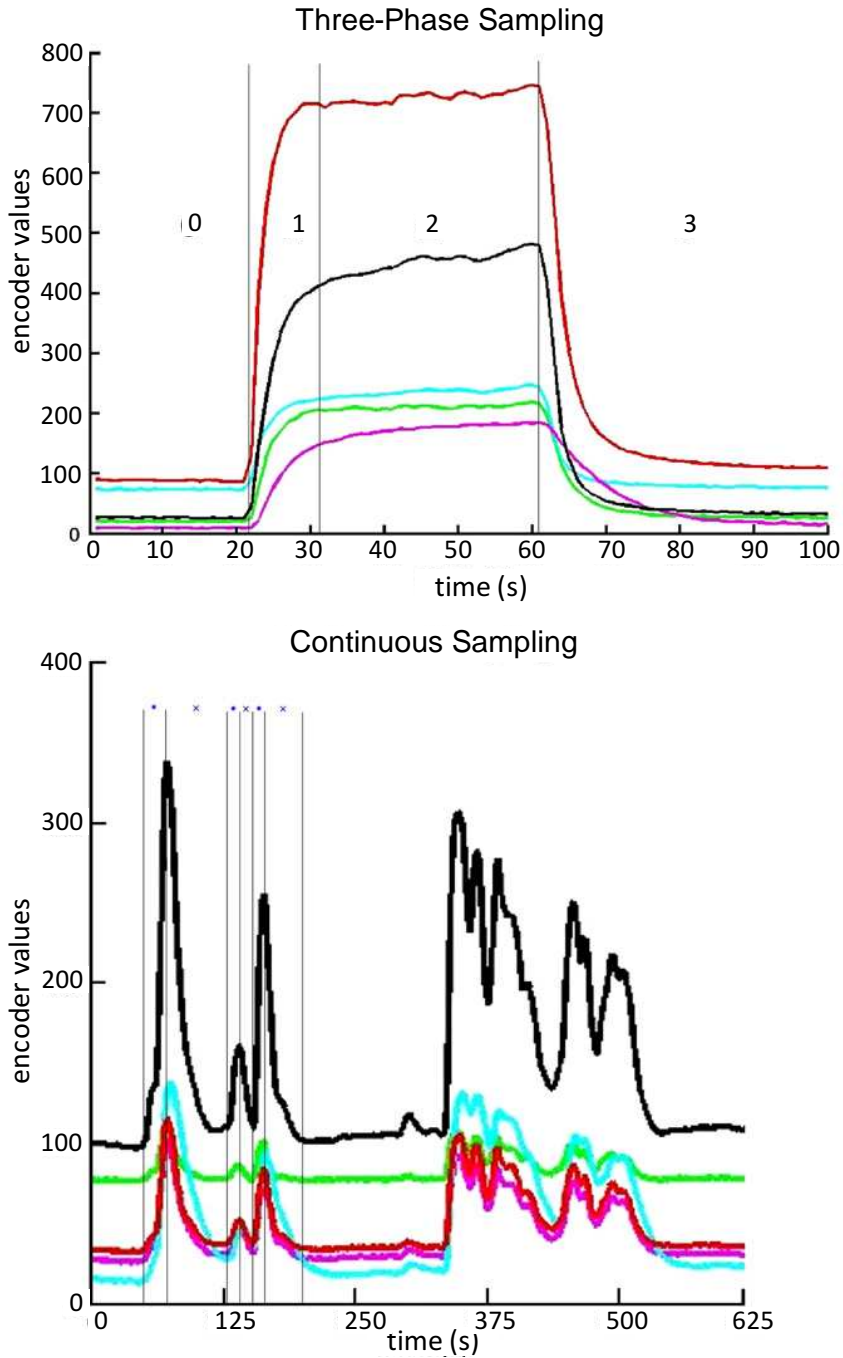 Three-Phase Sampling
800
700
600
500
400
300
200
100
0
encoder values
0 1 2 3
0 10 20 30 40 50 60 70 80 90 100
time (s)
Continuous Sampling
400
300
200
100
0
encoder values
• × • × • ×
0 125 250 375 500 625
time (s)